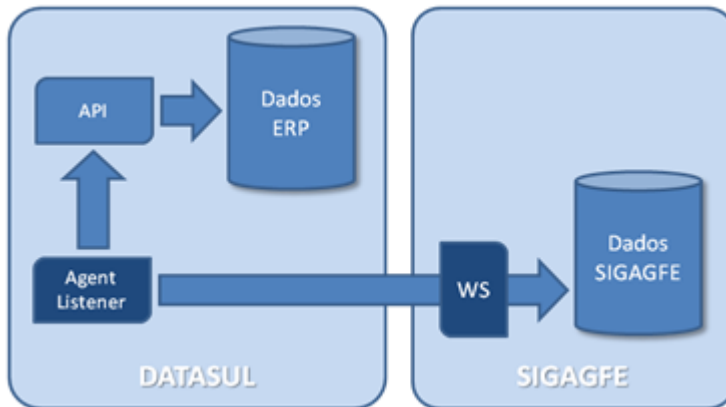 API
Dados
ERP
Agent
Listener
WS
Dados
SIGAGFE
DATASUL
SIGAGFE